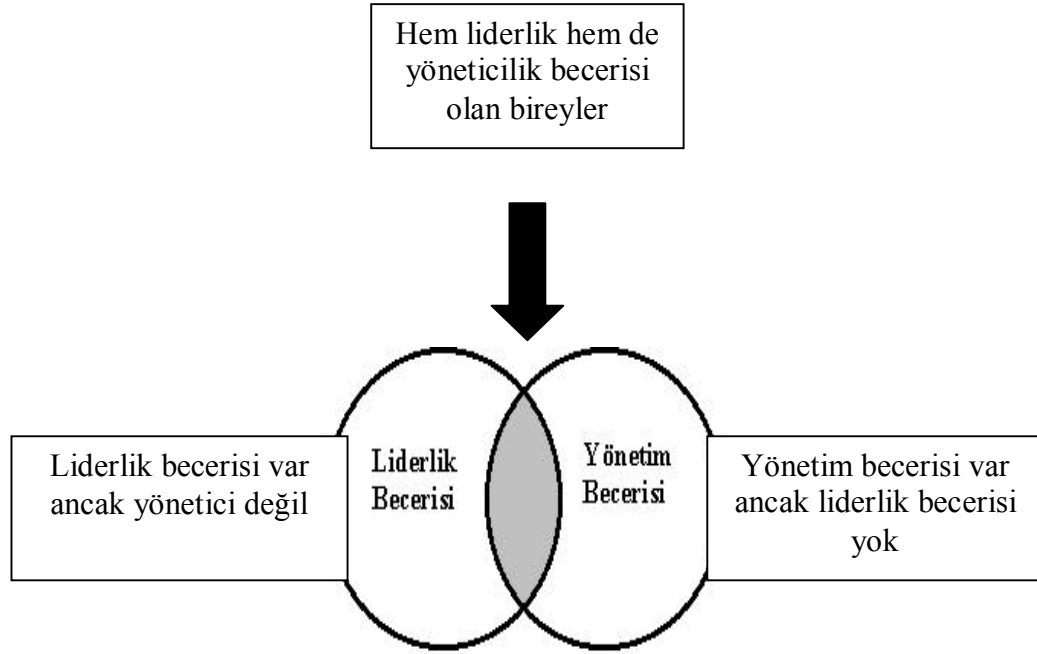 Hem liderlik hem de
yöneticilik becerisi
olan bireyler
Liderlik becerisi var
ancak yönetici değil
Liderlik
Becerisi
Yönetim
Becerisi
Yönetim becerisi var
ancak liderlik becerisi
yok